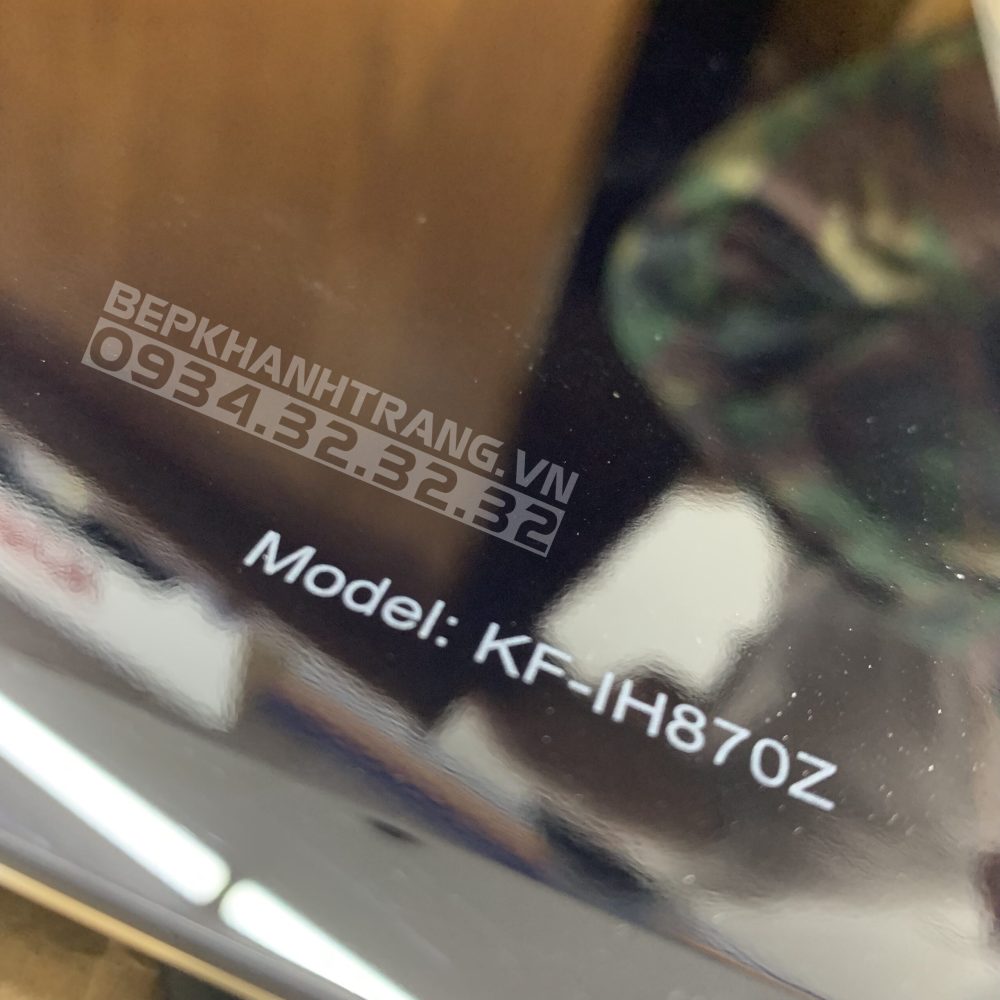 BEPKHANHTRANG.VN
0934.32.32.32
Model: KF-IH870Z